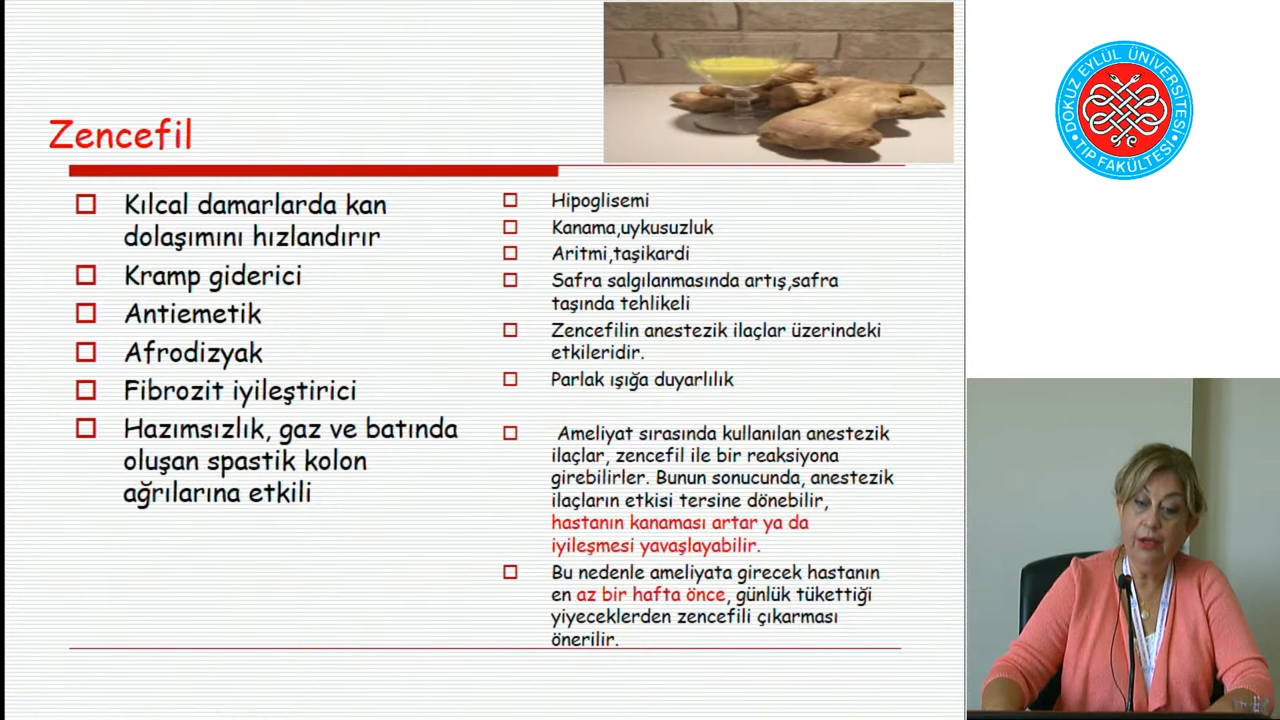 Zencefil
Kılcal damarlarda kan
dolaşımını hızlandırır
Kramp giderici
Antiemetik
Afrodizyak
Fibrozit iyileştirici
Hazımsızlık, gaz ve batında
oluşan spastik kolon
ağrılarına etkili
Hipoglisemi
Kanama,uykusuzluk
Aritmi,taşikardi
Safra salgılanmasında artış,safra
taşında tehlikeli
Zencefilin anestezik ilaçlar üzerindeki
etkileridir.
Parlak ışığa duyarlılık
Ameliyat sırasında kullanılan anestezik
ilaçlar, zencefil ile bir reaksiyona
girebilirler. Bunun sonucunda, anestezik
ilaçların etkisi tersine dönebilir,
hastanın kanaması artar ya da
iyileşmesi yavaşlayabilir.
Bu nedenle ameliyata girecek hastanın
en az bir hafta önce, günlük tükettiği
yiyeceklerden zencefili çıkarması
önerilir.
DOKUZ EYLÜL ÜNİVERSİTESİ
• TIP FAKÜLTESİ •